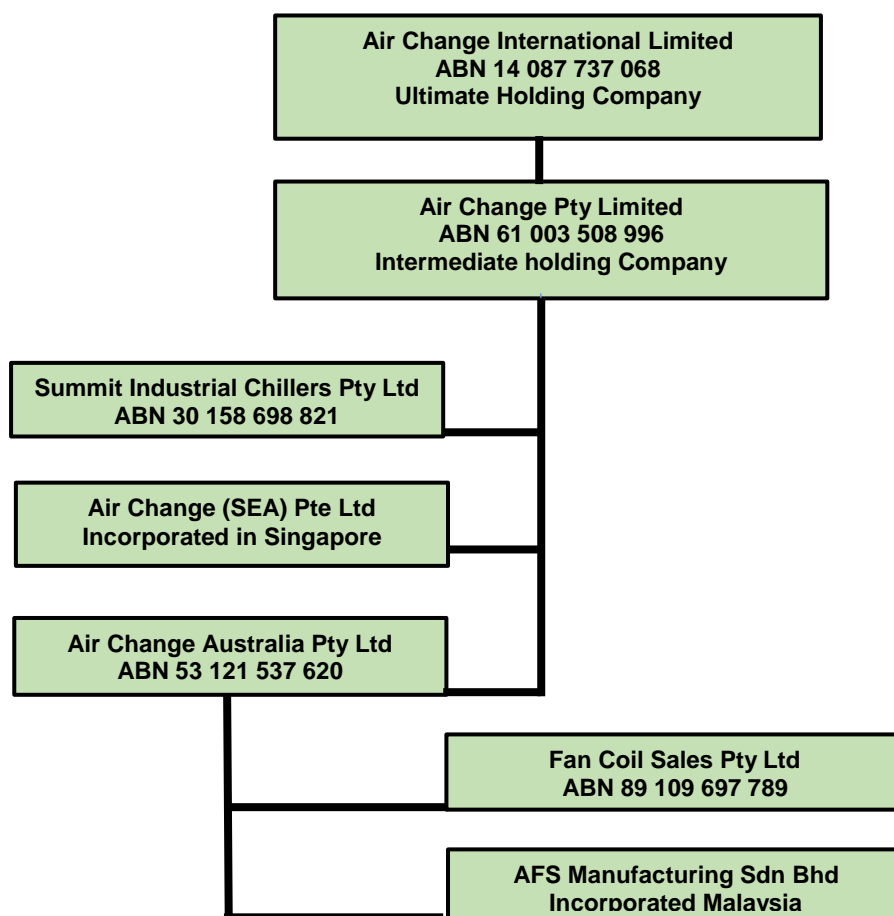 Air Change International Limited
ABN 14 087 737 068
Ultimate Holding Company
Air Change Pty Limited
ABN 61 003 508 996
Intermediate holding Company
Summit Industrial Chillers Pty Ltd
ABN 30 158 698 821
Air Change (SEA) Pte Ltd
Incorporated in Singapore
Air Change Australia Pty Ltd
ABN 53 121 537 620
Fan Coil Sales Pty Ltd
ABN 89 109 697 789
AFS Manufacturing Sdn Bhd
Incorporated Malaysia